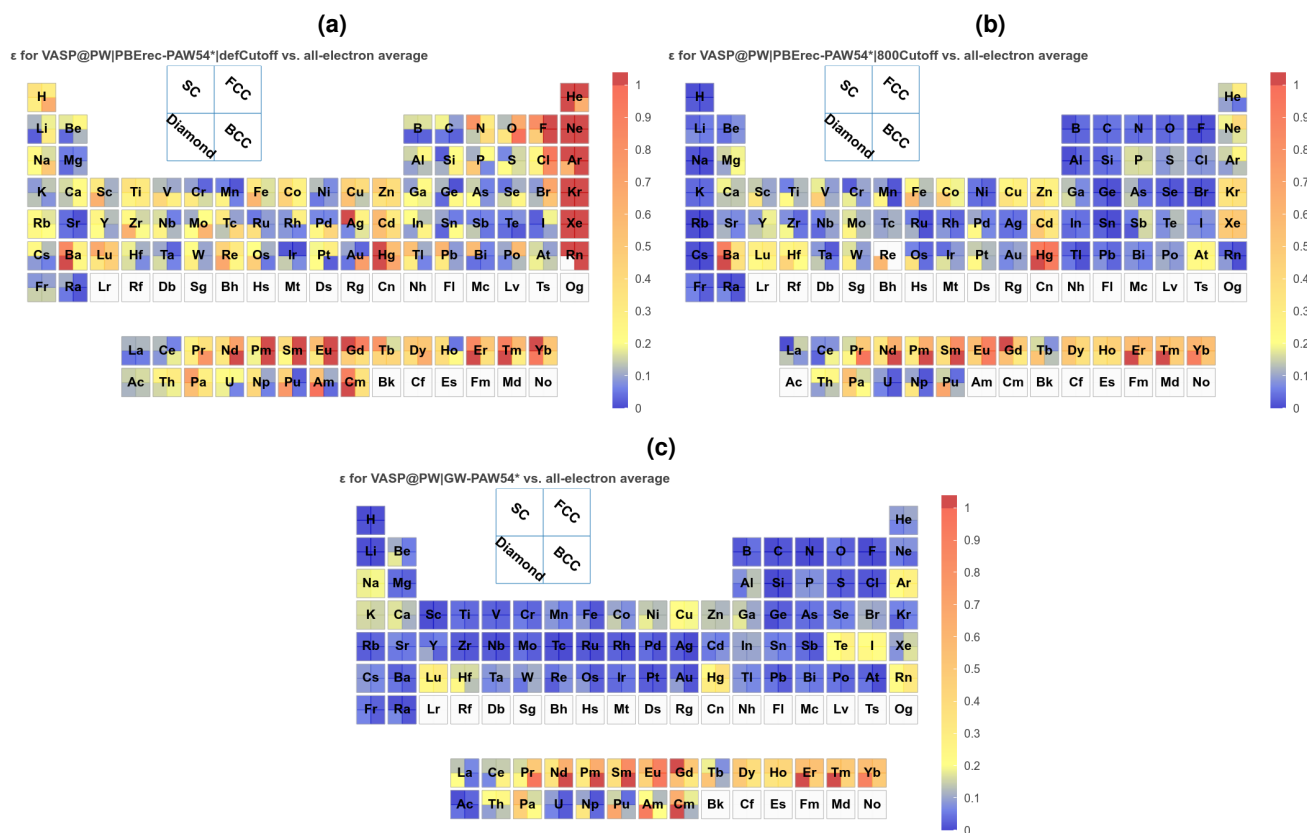 (a)
ε for VASP@PW|PBErec-PAW54*|defCutoff vs. all-electron average
SC FCC
Diamond BCC
H He
Li Be B C N O F Ne
Na Mg Al Si P S Cl Ar
K Ca Sc Ti V Cr Mn Fe Co Ni Cu Zn Ga Ge As Se Br Kr
Rb Sr Y Zr Nb Mo Tc Ru Rh Pd Ag Cd In Sn Sb Te I Xe
Cs Ba Lu Hf Ta W Re Os Ir Pt Au Hg Tl Pb Bi Po At Rn
Fr Ra Lr Rf Db Sg Bh Hs Mt Ds Rg Cn Nh Fl Mc Lv Ts Og
La Ce Pr Nd Pm Sm Eu Gd Tb Dy Ho Er Tm Yb
Ac Th Pa U Np Pu Am Cm Bk Cf Es Fm Md No
1
0.9
0.8
0.7
0.6
0.5
0.4
0.3
0.2
0.1
0
(b)
ε for VASP@PW|PBErec-PAW54*|800Cutoff vs. all-electron average
SC FCC
Diamond BCC
H He
Li Be B C N O F Ne
Na Mg Al Si P S Cl Ar
K Ca Sc Ti V Cr Mn Fe Co Ni Cu Zn Ga Ge As Se Br Kr
Rb Sr Y Zr Nb Mo Tc Ru Rh Pd Ag Cd In Sn Sb Te I Xe
Cs Ba Lu Hf Ta W Re Os Ir Pt Au Hg Tl Pb Bi Po At Rn
Fr Ra Lr Rf Db Sg Bh Hs Mt Ds Rg Cn Nh Fl Mc Lv Ts Og
La Ce Pr Nd Pm Sm Eu Gd Tb Dy Ho Er Tm Yb
Ac Th Pa U Np Pu Am Cm Bk Cf Es Fm Md No
1
0.9
0.8
0.7
0.6
0.5
0.4
0.3
0.2
0.1
0
(c)
ε for VASP@PW|GW-PAW54* vs. all-electron average
SC FCC
Diamond BCC
H He
Li Be B C N O F Ne
Na Mg Al Si P S Cl Ar
K Ca Sc Ti V Cr Mn Fe Co Ni Cu Zn Ga Ge As Se Br Kr
Rb Sr Y Zr Nb Mo Tc Ru Rh Pd Ag Cd In Sn Sb Te I Xe
Cs Ba Lu Hf Ta W Re Os Ir Pt Au Hg Tl Pb Bi Po At Rn
Fr Ra Lr Rf Db Sg Bh Hs Mt Ds Rg Cn Nh Fl Mc Lv Ts Og
La Ce Pr Nd Pm Sm Eu Gd Tb Dy Ho Er Tm Yb
Ac Th Pa U Np Pu Am Cm Bk Cf Es Fm Md No
1
0.9
0.8
0.7
0.6
0.5
0.4
0.3
0.2
0.1
0